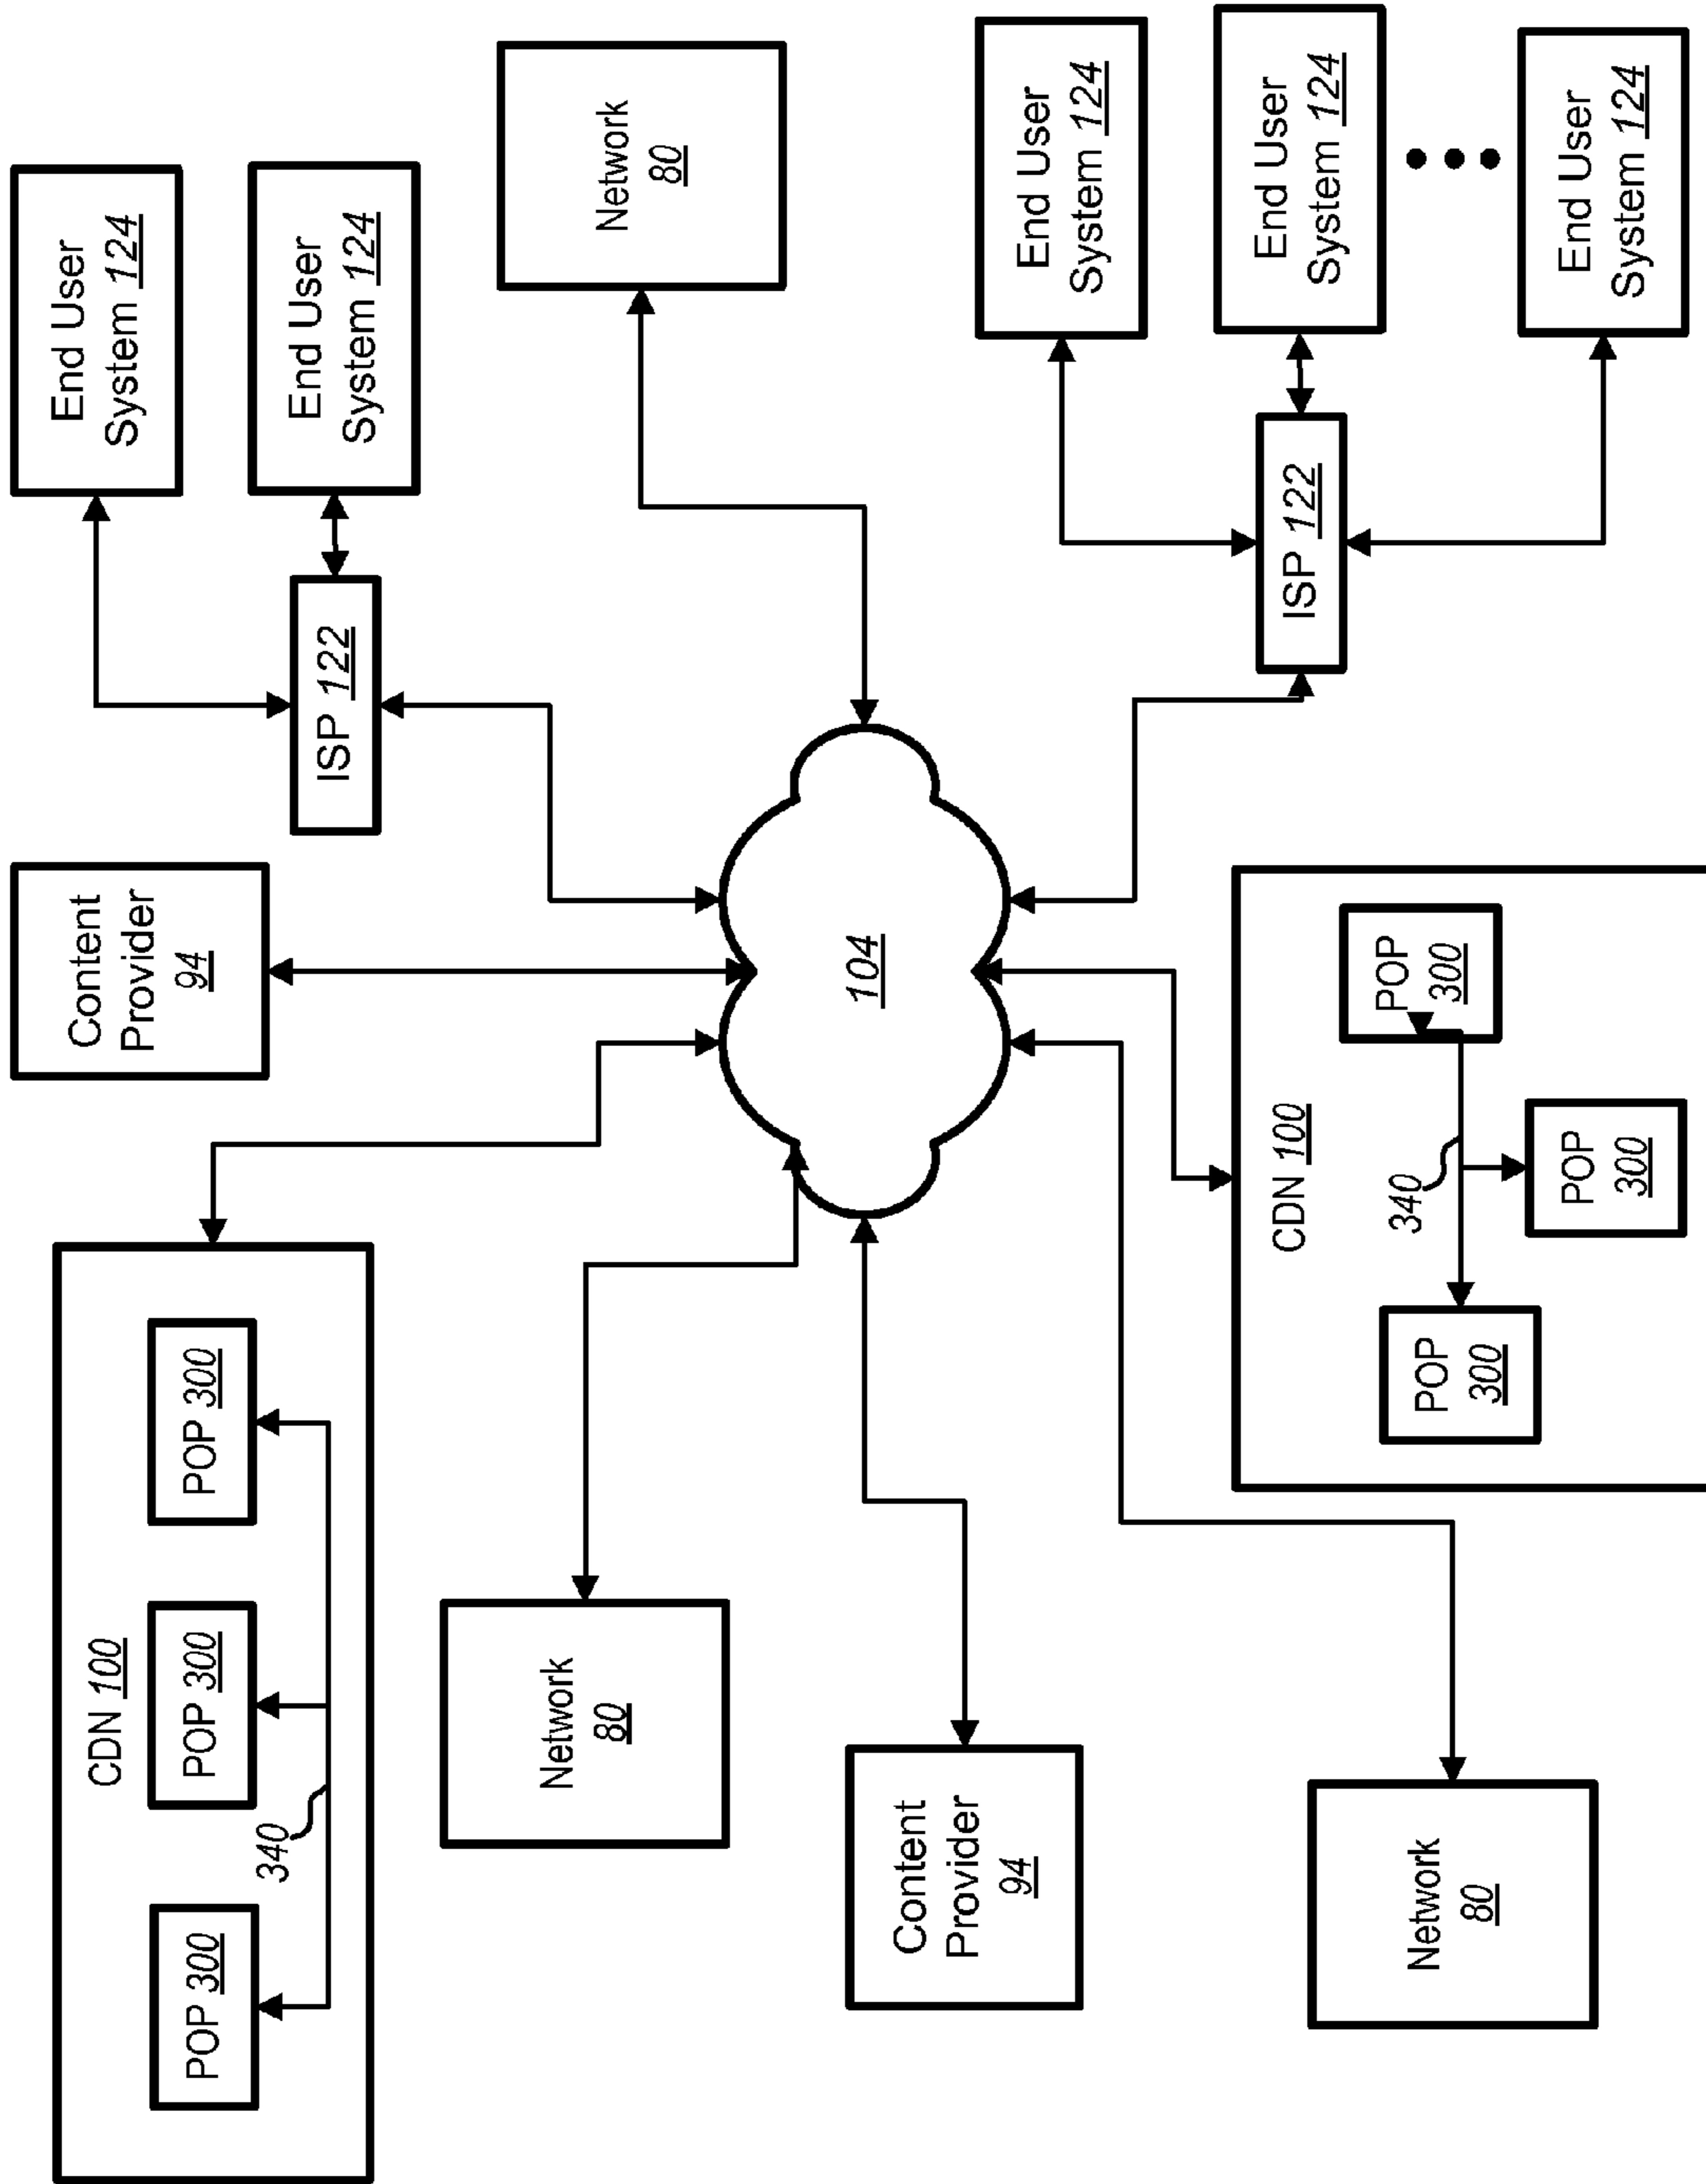 CDN 100
POP 300
POP 300
POP 300
340
Content
Provider
94
End User
System 124
End User
System 124
ISP 122
Network
80
Network
80
104
Content
Provider
94
End User
System 124
End User
System 124
End User
System 124
ISP 122
CDN 100
POP
300
POP
300
POP
300
340
Network
80